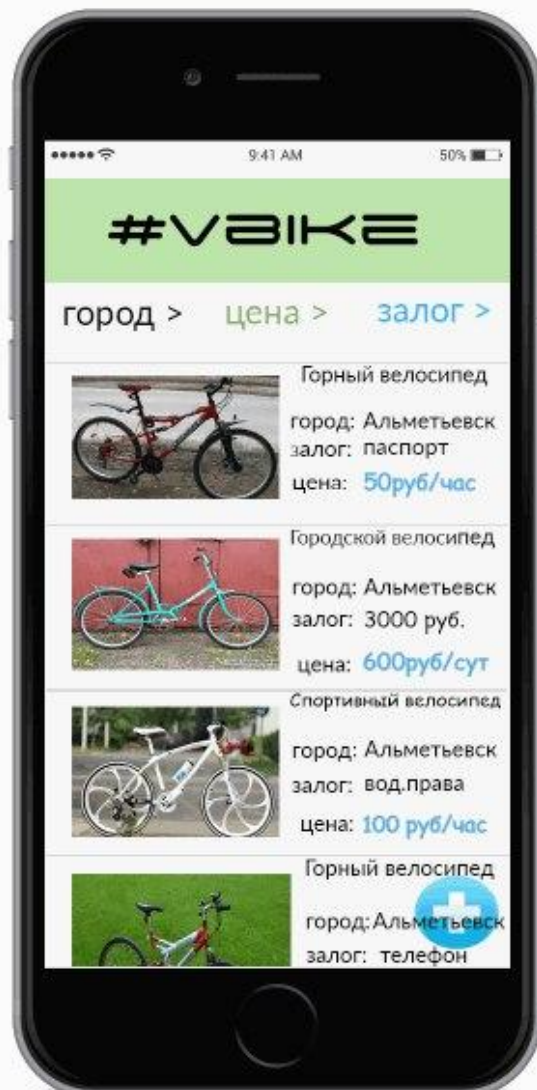 9:41 AM 50%
#VBIKE
город > цена > залог >
Горный велосипед
город: Альметьевск
залог: паспорт
цена: 50руб/час
Городской велосипед
город: Альметьевск
залог: 3000 руб.
цена: 600руб/сут
Спортивный велосипед
город: Альметьевск
залог: вод.права
цена: 100 руб/час
Горный велосипед
город: Альметьевск
залог: телефон